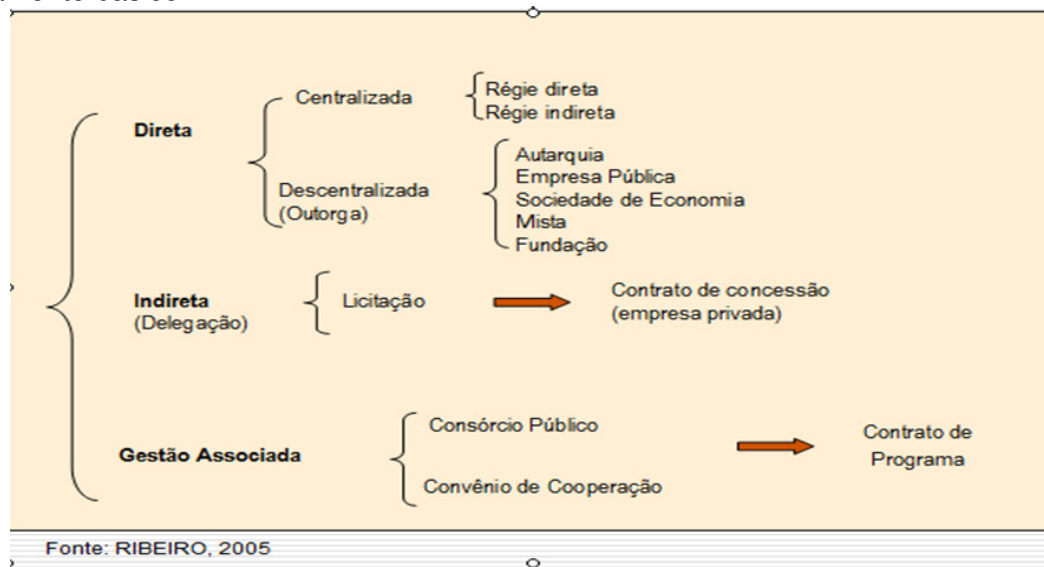 Centralizada
Régie direta
Régie indireta
Direta
Descentralizada
(Outorga)
Autarquia
Empresa Pública
Sociedade de Economia
Mista
Fundação
Indireta
(Delegação)
Licitação
Contrato de concessão
(empresa privada)
Gestão Associada
Consórcio Público
Convênio de Cooperação
Contrato de
Programa
Fonte: RIBEIRO, 2005